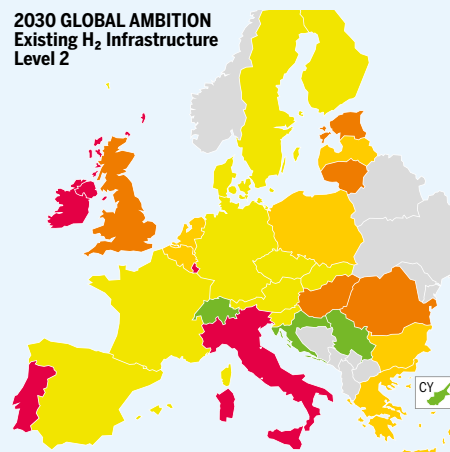 2030 GLOBAL AMBITION
Existing H₂ Infrastructure
Level 2
CY